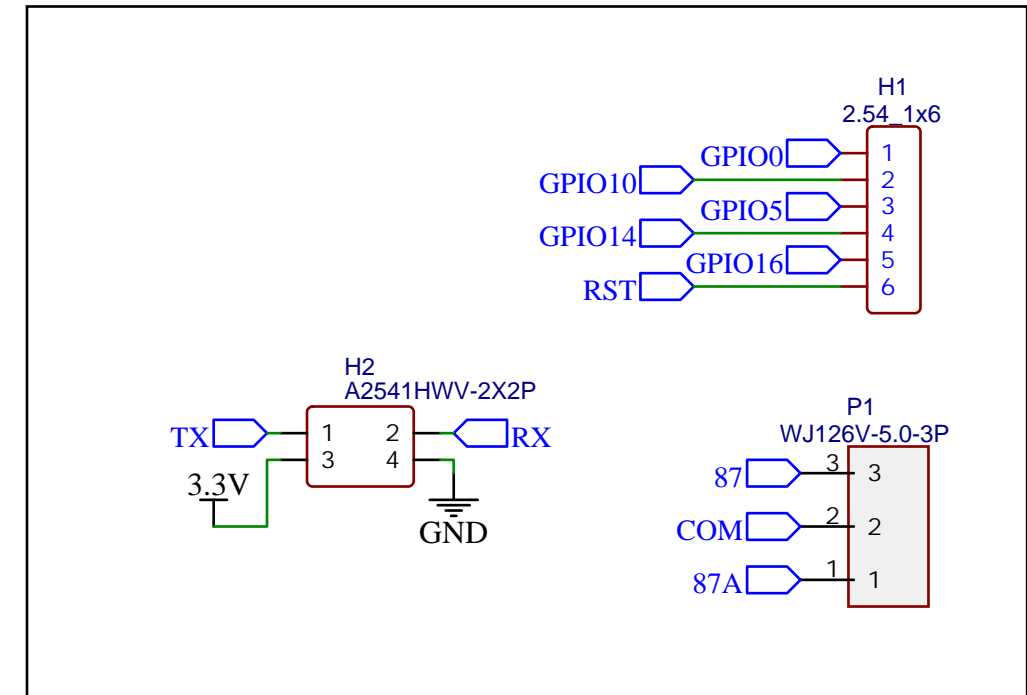 H1
2.54_1x6
GPIO0 1
GPIO10 2
GPIO5 3
GPIO14 4
GPIO16 5
RST 6
H2
A2541HWV-2X2P
TX 1 2 RX
3 4
3.3V
GND
P1
WJ126V-5.0-3P
87 3 3
COM 2 2
87A 1 1